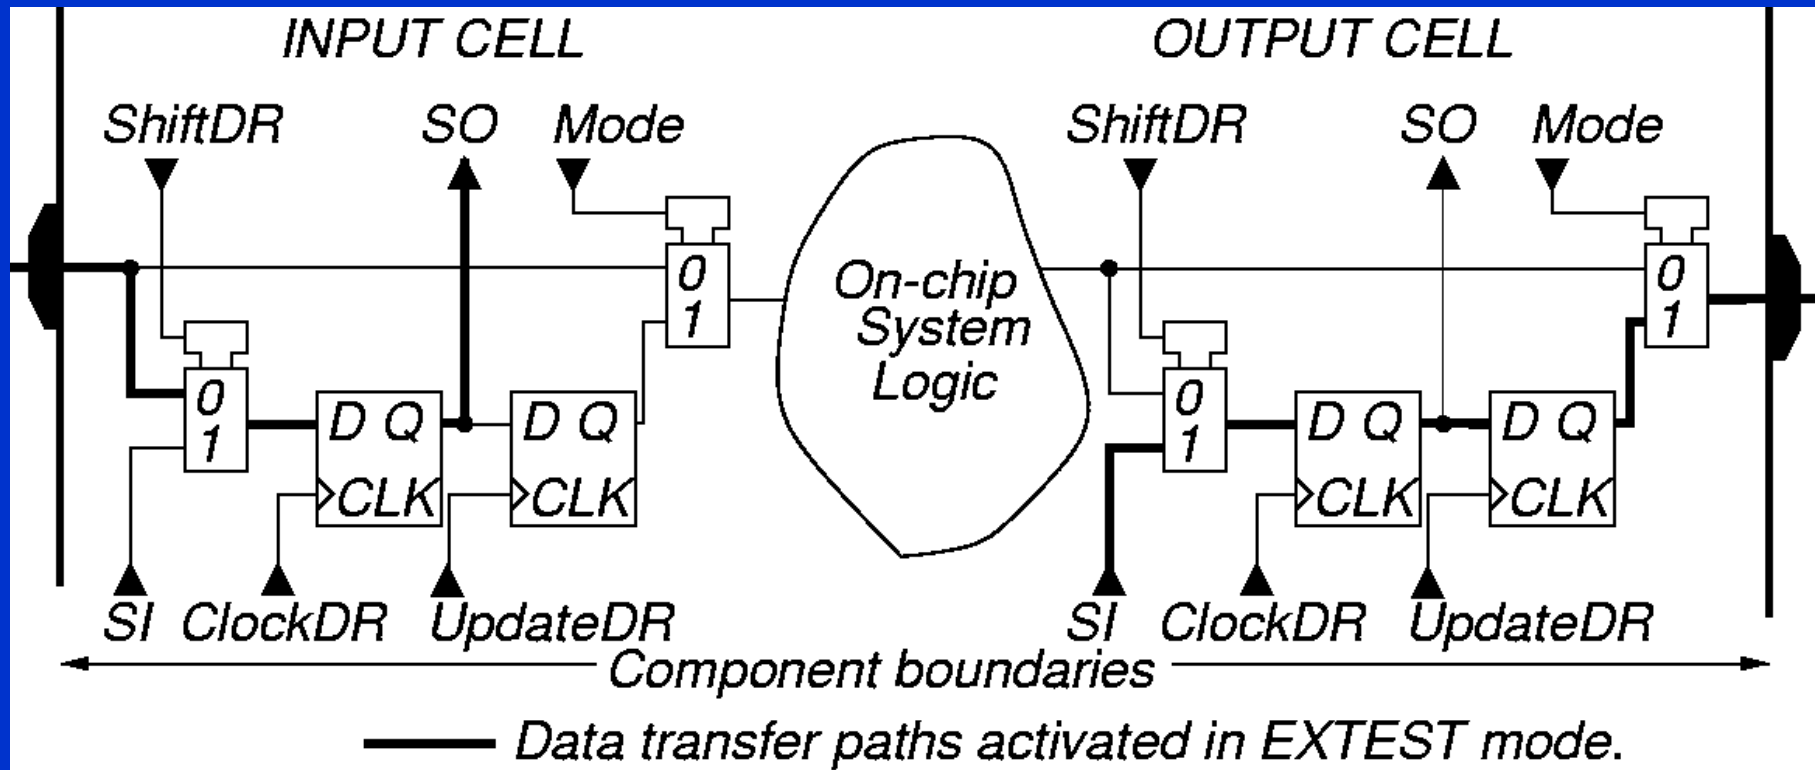 INPUT CELL
OUTPUT CELL
ShiftDR
SO
Mode
ShiftDR
SO
Mode
0
1
0
1
On-chip
System
Logic
0
1
D Q
CLK
D Q
CLK
0
1
D Q
CLK
D Q
CLK
SI
ClockDR
UpdateDR
SI
ClockDR
UpdateDR
Component boundaries
Data transfer paths activated in EXTEST mode.